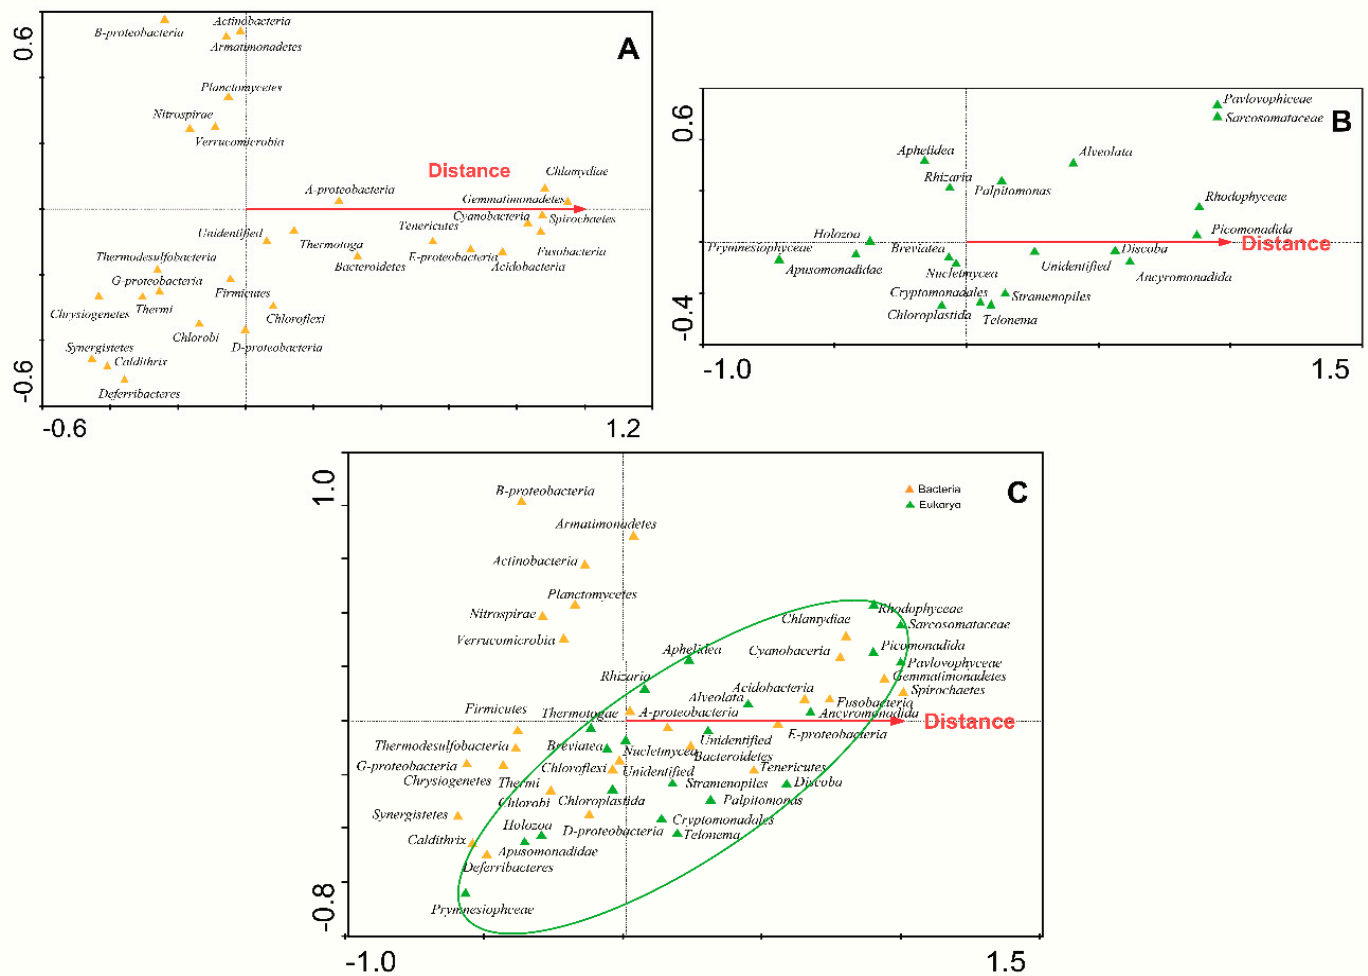 A
0.6
-0.6
-0.6
1.2
B-proteobacteria
Actinobacteria
Armatimonadetes
Planctomycetes
Nitrospirae
Verrucomicrobia
Distance
Chlamydiae
A-proteobacteria
Gemmatimonadetes
Cyanobacteria
Spirochaetes
Tenericutes
Unidentified
Thermotoga
Fusobacteria
E-proteobacteria
Bacteroidetes
Acidobacteria
Thermodesulfobacteria
G-proteobacteria
Firmicutes
Chrysiogenetes
Thermi
Chloroflexi
Chlorobi
D-proteobacteria
Synergistetes
Caldithrix
Deferribacteres
B
0.6
-0.4
-1.0
1.5
Pavlovophiceae
Sarcosomataceae
Aphelidea
Alveolata
Rhizaria
Palpitomonas
Rhodophyceae
Picomonadida
Holozoa
Distance
Prymnesiophyceae
Breviatea
Discoba
Apusomonadidae
Nucletmycea
Unidentified
Ancyromonadida
Cryptomonadales
Stramenopiles
Chloroplastida
Telonema
C
1.0
-0.8
-1.0
1.5
Bacteria
Eukarya
B-proteobacteria
Armatimonadetes
Actinobacteria
Planctomycetes
Nitrospirae
Verrucomicrobia
Rhodophyceae
Chlamydiae
Sarcosomataceae
Aphelidea
Cyanobaceria
Picomonadida
Pavlovophyceae
Rhizaria
Gemmatimonadetes
Acidobacteria
Spirochaetes
Alveolata
Fusobacteria
Firmicutes
Thermotogae
A-proteobacteria
Ancyromonadida
Distance
E-proteobacteria
Thermodesulfobacteria
Breviatea
Nucletmycea
Unidentified
Bacteroidetes
G-proteobacteria
Chloroflexi
Unidentified
Tenericutes
Chrysiogenetes
Thermi
Stramenopiles
Discoba
Chlorobi
Chloroplastida
Palpitomonas
Synergistetes
Holozoa
D-proteobacteria
Cryptomonadales
Telonema
Caldithrix
Apusomonadidae
Deferribacteres
Prymnesiophceae